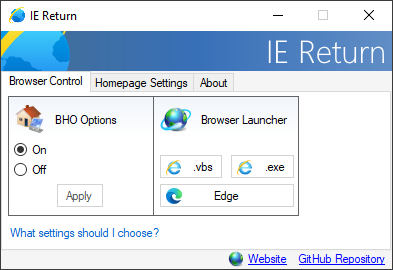 IE Return
IE Return
Browser Control
Homepage Settings
About
BHO Options
On
Off
Apply
Browser Launcher
.vbs
.exe
Edge
What settings should I choose?
Website
GitHub Repository